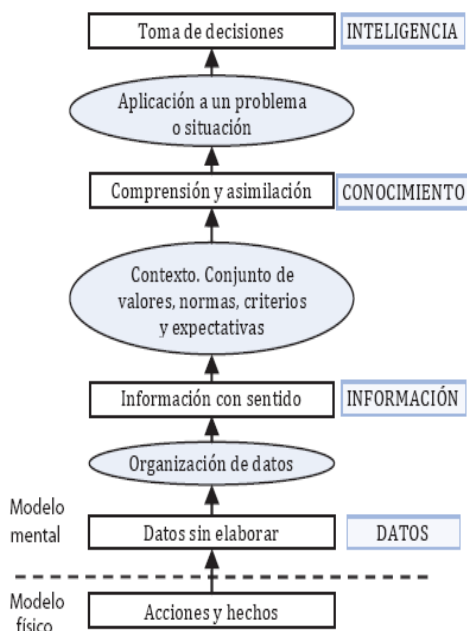 Toma de decisiones
INTELIGENCIA
Aplicación a un problema
o situación
Comprensión y asimilación
CONOCIMIENTO
Contexto. Conjunto de
valores, normas, criterios
y expectativas
Información con sentido
INFORMACIÓN
Organización de datos
Modelo
mental
Datos sin elaborar
DATOS
Modelo
físico
Acciones y hechos